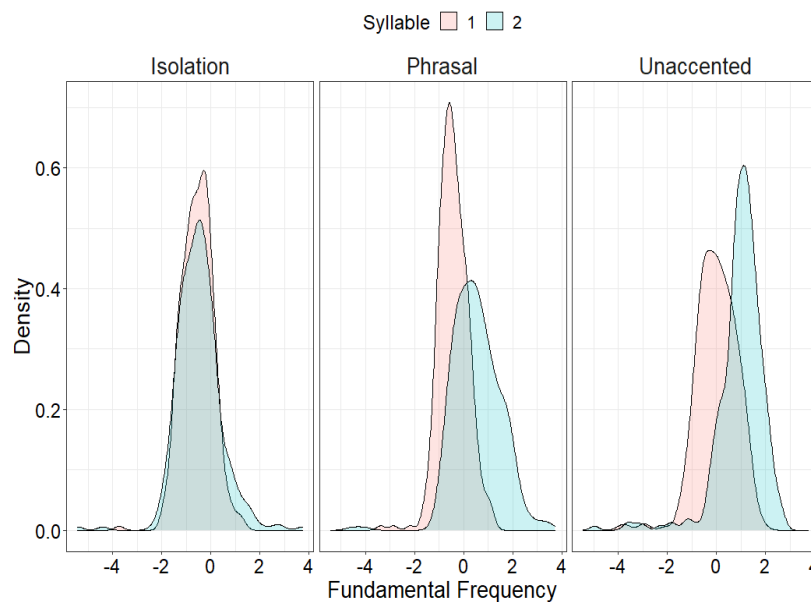 Syllable 1 2
Isolation Phrasal Unaccented
0.6
0.4
0.2
0.0
Density
-4 -2 0 2 4 -4 -2 0 2 4 -4 -2 0 2 4
Fundamental Frequency